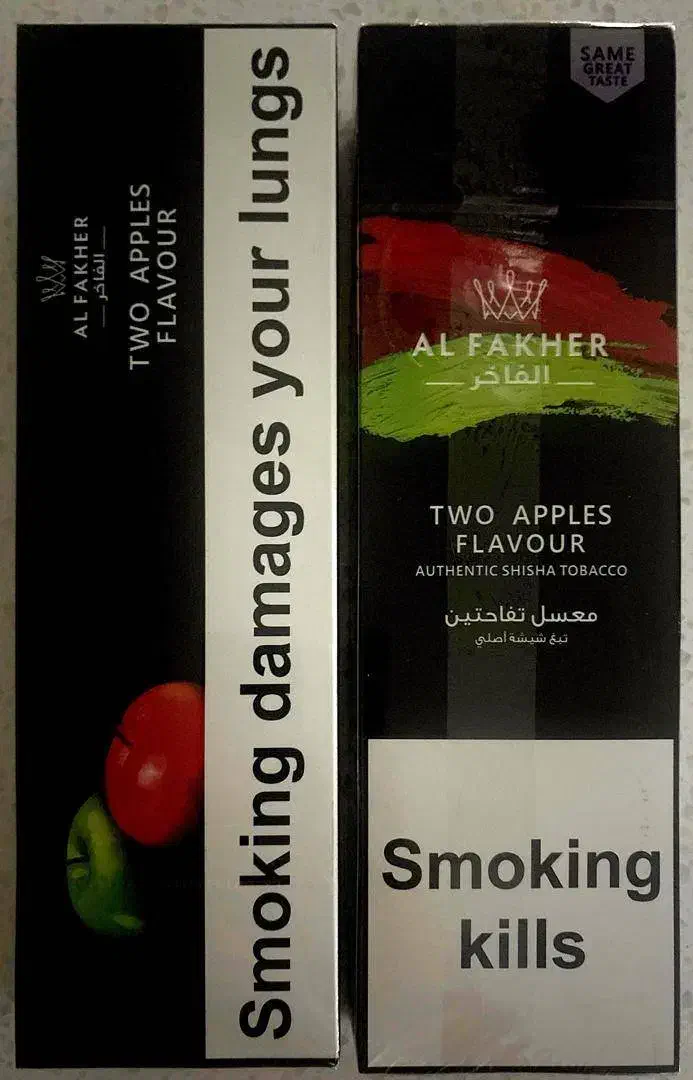 AL FAKHER
الفاخر
TWO APPLES
FLAVOUR
Smoking damages your lungs
SAME
GREAT
TASTE
AL FAKHER
الفاخر
TWO APPLES
FLAVOUR
AUTHENTIC SHISHA TOBACCO
معسل تفاحتين
تبغ شيشة أصلي
Smoking
kills